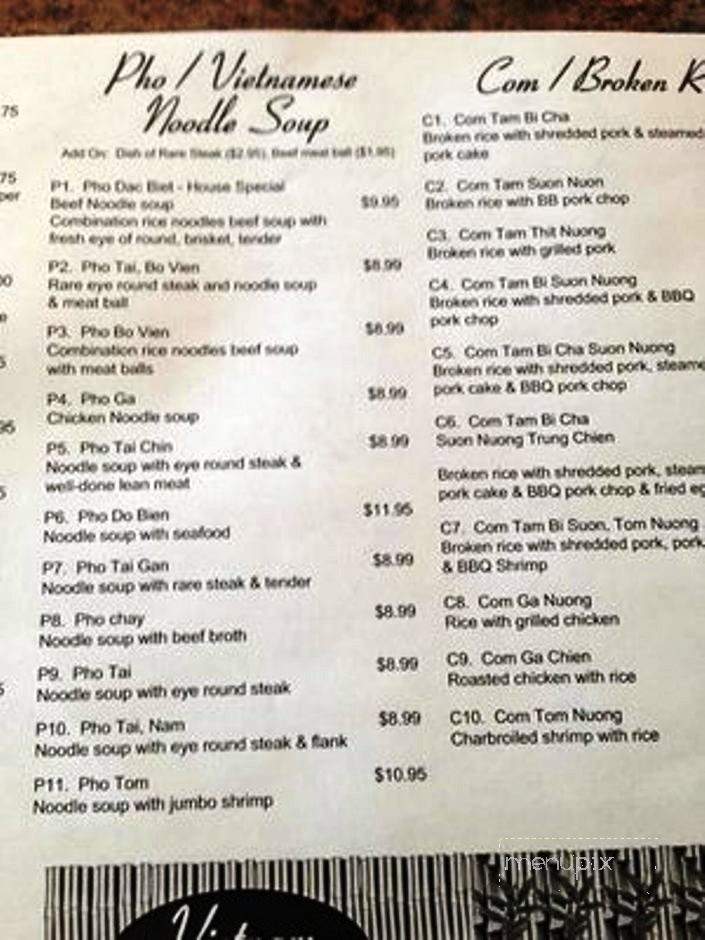 75
75
per
00
e
5
95
5
5
Pho / Vietnamese
Noodle Soup
Add On: Dish of Rare Steak ($2.95), Beef meat ball ($1.95)
P1. Pho Dac Biet - House Special
Beef Noodle soup $9.95
Combination rice noodles beef soup with
fresh eye of round, brisket, tender
P2. Pho Tai, Bo Vien $8.99
Rare eye round steak and noodle soup
& meat ball
P3. Pho Bo Vien $8.99
Combination rice noodles beef soup
with meat balls
P4. Pho Ga $8.99
Chicken Noodle soup
P5. Pho Tai Chin $8.99
Noodle soup with eye round steak &
well-done lean meat
P6. Pho Do Bien $11.95
Noodle soup with seafood
P7. Pho Tai Gan $8.99
Noodle soup with rare steak & tender
P8. Pho chay $8.99
Noodle soup with beef broth
P9. Pho Tai $8.99
Noodle soup with eye round steak
P10. Pho Tai, Nam $8.99
Noodle soup with eye round steak & flank
P11. Pho Tom $10.95
Noodle soup with jumbo shrimp
Com / Broken R
C1. Com Tam Bi Cha
Broken rice with shredded pork & steamed
pork cake
C2. Com Tam Suon Nuon
Broken rice with BB pork chop
C3. Com Tam Thit Nuong
Broken rice with grilled pork
C4. Com Tam Bi Suon Nuong
Broken rice with shredded pork & BBQ
pork chop
C5. Com Tam Bi Cha Suon Nuong
Broken rice with shredded pork, steame
pork cake & BBQ pork chop
C6. Com Tam Bi Cha
Suon Nuong Trung Chien
Broken rice with shredded pork, steam
pork cake & BBQ pork chop & fried eg
C7. Com Tam Bi Suon, Tom Nuong
Broken rice with shredded pork, pork
& BBQ Shrimp
C8. Com Ga Nuong
Rice with grilled chicken
C9. Com Ga Chien
Roasted chicken with rice
C10. Com Tom Nuong
Charbroiled shrimp with rice
menupix